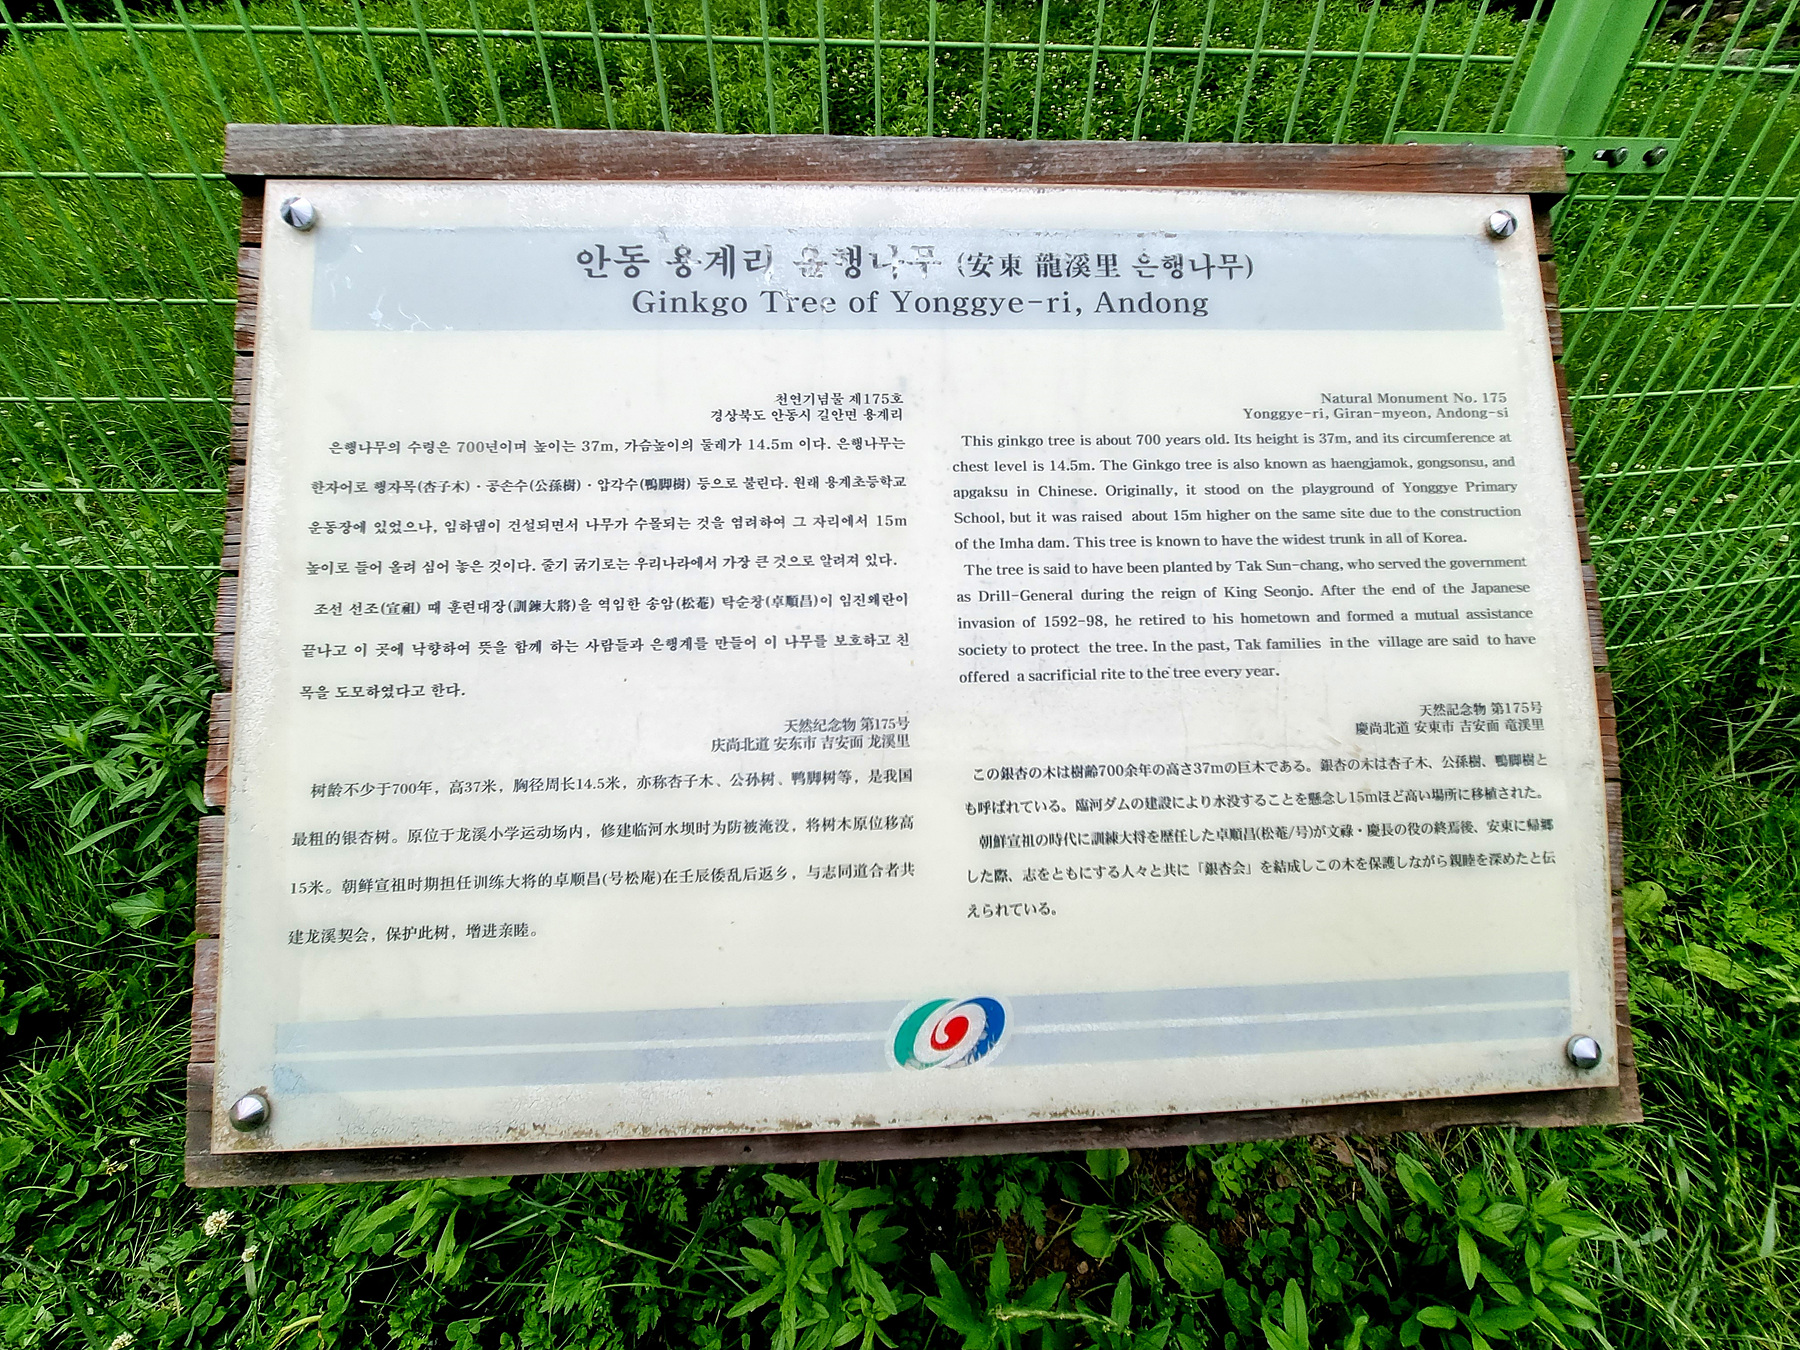 안동 용계리 은행나무 (安東 龍溪里 은행나무)
Ginkgo Tree of Yonggye-ri, Andong
천연기념물 제175호
경상북도 안동시 길안면 용계리
은행나무의 수령은 700년이며 높이는 37m, 가슴높이의 둘레가 14.5m 이다. 은행나무는
한자어로 행자목(杏子木)·공손수(公孫樹)·압각수(鴨脚樹) 등으로 불린다. 원래 용계초등학교
운동장에 있었으나, 임하댐이 건설되면서 나무가 수몰되는 것을 염려하여 그 자리에서 15m
높이로 들어 올려 심어 놓은 것이다. 줄기 굵기로는 우리나라에서 가장 큰 것으로 알려져 있다.
조선 선조(宣祖) 때 훈련대장(訓鍊大將)을 역임한 송암(松菴) 탁순창(卓順昌)이 임진왜란이
끝나고 이 곳에 낙향하여 뜻을 함께 하는 사람들과 은행계를 만들어 이 나무를 보호하고 친
목을 도모하였다고 한다.
Natural Monument No. 175
Yonggye-ri, Giran-myeon, Andong-si
This ginkgo tree is about 700 years old. Its height is 37m, and its circumference at
chest level is 14.5m. The Ginkgo tree is also known as haengjamok, gongsonsu, and
apgaksu in Chinese. Originally, it stood on the playground of Yonggye Primary
School, but it was raised about 15m higher on the same site due to the construction
of the Imha dam. This tree is known to have the widest trunk in all of Korea.
The tree is said to have been planted by Tak Sun-chang, who served the government
as Drill-General during the reign of King Seonjo. After the end of the Japanese
invasion of 1592-98, he retired to his hometown and formed a mutual assistance
society to protect the tree. In the past, Tak families in the village are said to have
offered a sacrificial rite to the tree every year.
天然纪念物 第175号
庆尚北道 安东市 吉安面 龙溪里
树龄不少于700年，高37米，胸径周长14.5米，亦称杏子木、公孙树、鸭脚树等，是我国
最粗的银杏树。原位于龙溪小学运动场内，修建临河水坝时为防被淹没，将树木原位移高
15米。朝鲜宣祖时期担任训练大将的卓顺昌(号松庵)在壬辰倭乱后返乡，与志同道合者共
建龙溪契会，保护此树，增进亲睦。
天然記念物 第175号
慶尚北道 安東市 吉安面 竜溪里
この銀杏の木は樹齢700余年の高さ37mの巨木である。銀杏の木は杏子木、公孫樹、鴨脚樹と
も呼ばれている。臨河ダムの建設により水没することを懸念し15mほど高い場所に移植された。
朝鮮宣祖の時代に訓練大将を歴任した卓順昌(松菴/号)が文祿・慶長の役の終焉後、安東に帰郷
した際、志をともにする人々と共に「銀杏会」を結成しこの木を保護しながら親睦を深めたと伝
えられている。